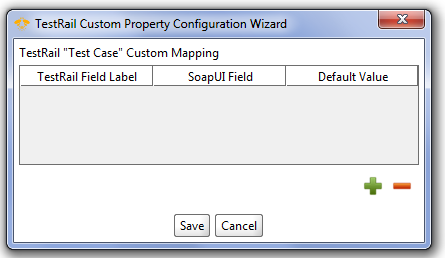 TestRail Custom Property Configuration Wizard
TestRail "Test Case" Custom Mapping
TestRail Field Label SoapUI Field Default Value
Save Cancel